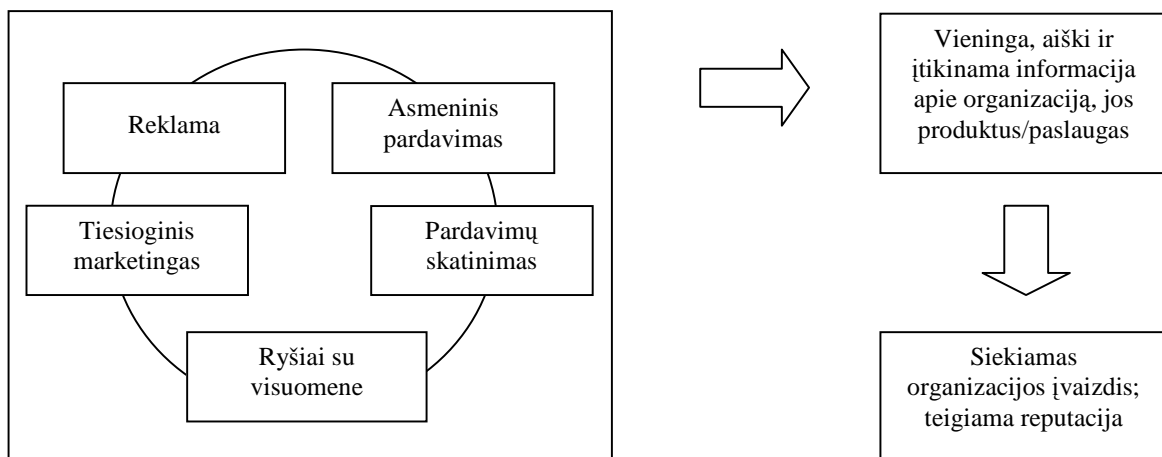 Reklama
Asmeninis
pardavimas
Tiesioginis
marketingas
Pardavimų
skatinimas
Ryšiai su
visuomene
Vieninga, aiški ir
įtikinama informacija
apie organizaciją, jos
produktus/paslaugas
Siekiamas
organizacijos įvaizdis;
teigiama reputacija